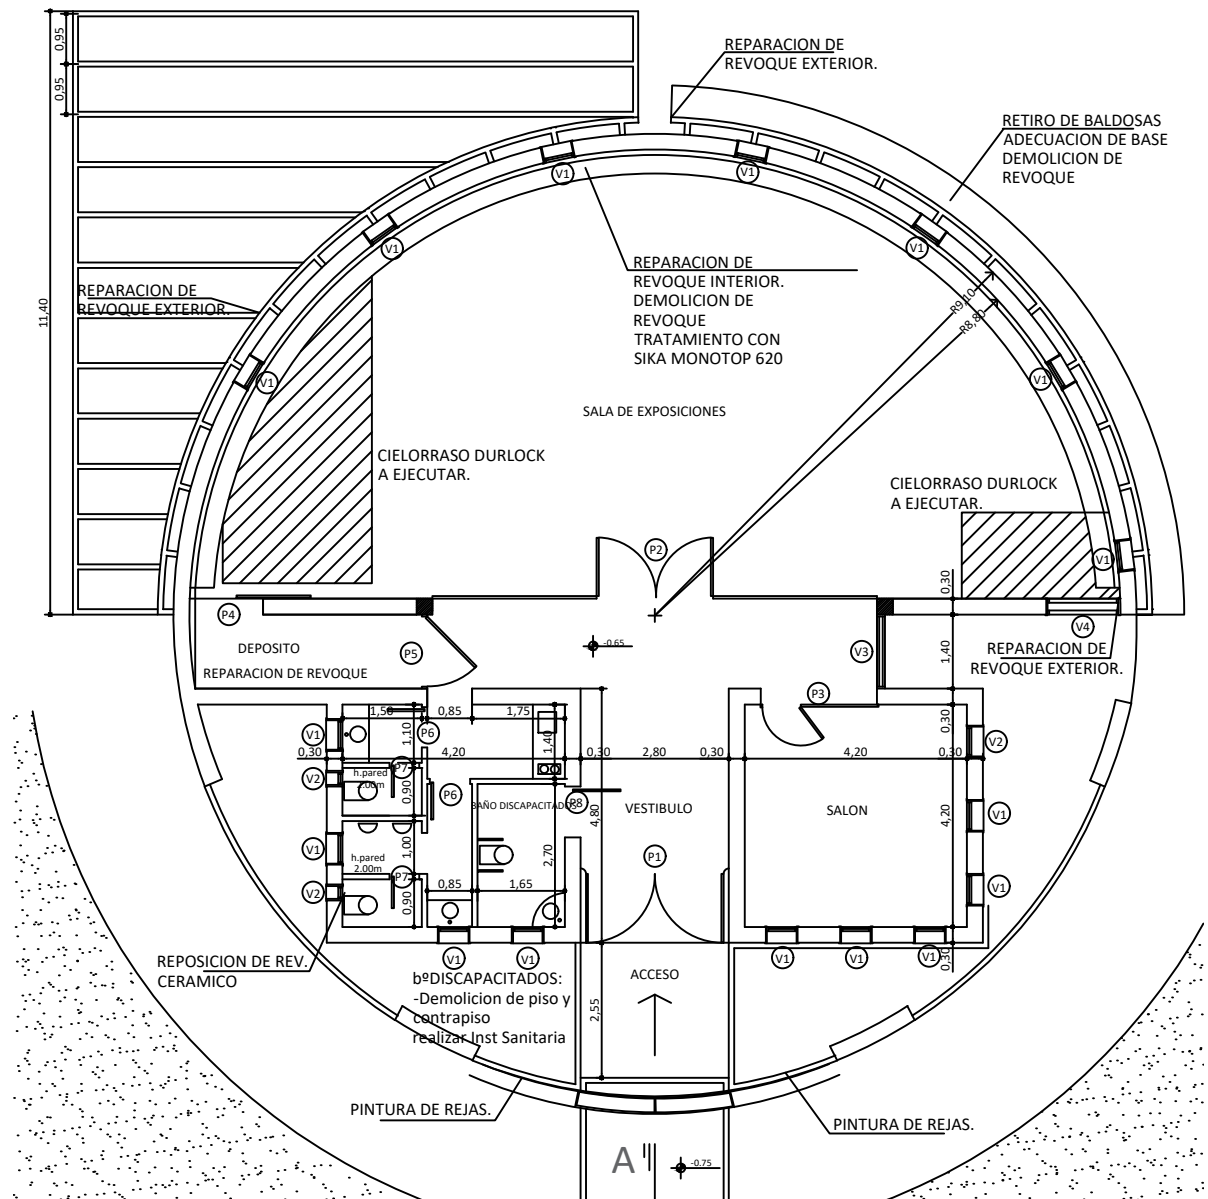 0,95
0,95
11,40
REPARACION DE
REVOQUE EXTERIOR.
RETIRO DE BALDOSAS
ADECUACION DE BASE
DEMOLICION DE
REVOQUE
V1
V1
V1
V1
REPARACION DE
REVOQUE INTERIOR.
DEMOLICION DE
REVOQUE
TRATAMIENTO CON
SIKA MONOTOP 620
REPARACION DE
REVOQUE EXTERIOR.
R9,10
R8,80
V1
V1
SALA DE EXPOSICIONES
CIELORRASO DURLOCK
A EJECUTAR.
CIELORRASO DURLOCK
A EJECUTAR.
P2
V1
0,30
P4
V4
DEPOSITO
P5
-0.65
V3
1,40
REPARACION DE
REVOQUE EXTERIOR.
REPARACION DE REVOQUE
P3
1,50
0,85
1,75
0,30
V1
1,10
P6
1,40
V2
0,30
4,20
0,30
2,80
0,30
4,20
0,30
V2
h.pared
2.00m
P7
0,90
P6
BAÑO DISCAPACITADOS
P8
4,80
VESTIBULO
SALON
4,20
V1
V1
1,00
h.pared
2.00m
2,70
P1
P7
V2
0,90
0,85
1,65
V1
REPOSICION DE REV.
CERAMICO
V1
V1
V1
V1
V1
0,30
bºDISCAPACITADOS:
-Demolicion de piso y
contrapiso
realizar Inst Sanitaria
ACCESO
2,55
PINTURA DE REJAS.
PINTURA DE REJAS.
A
-0.75